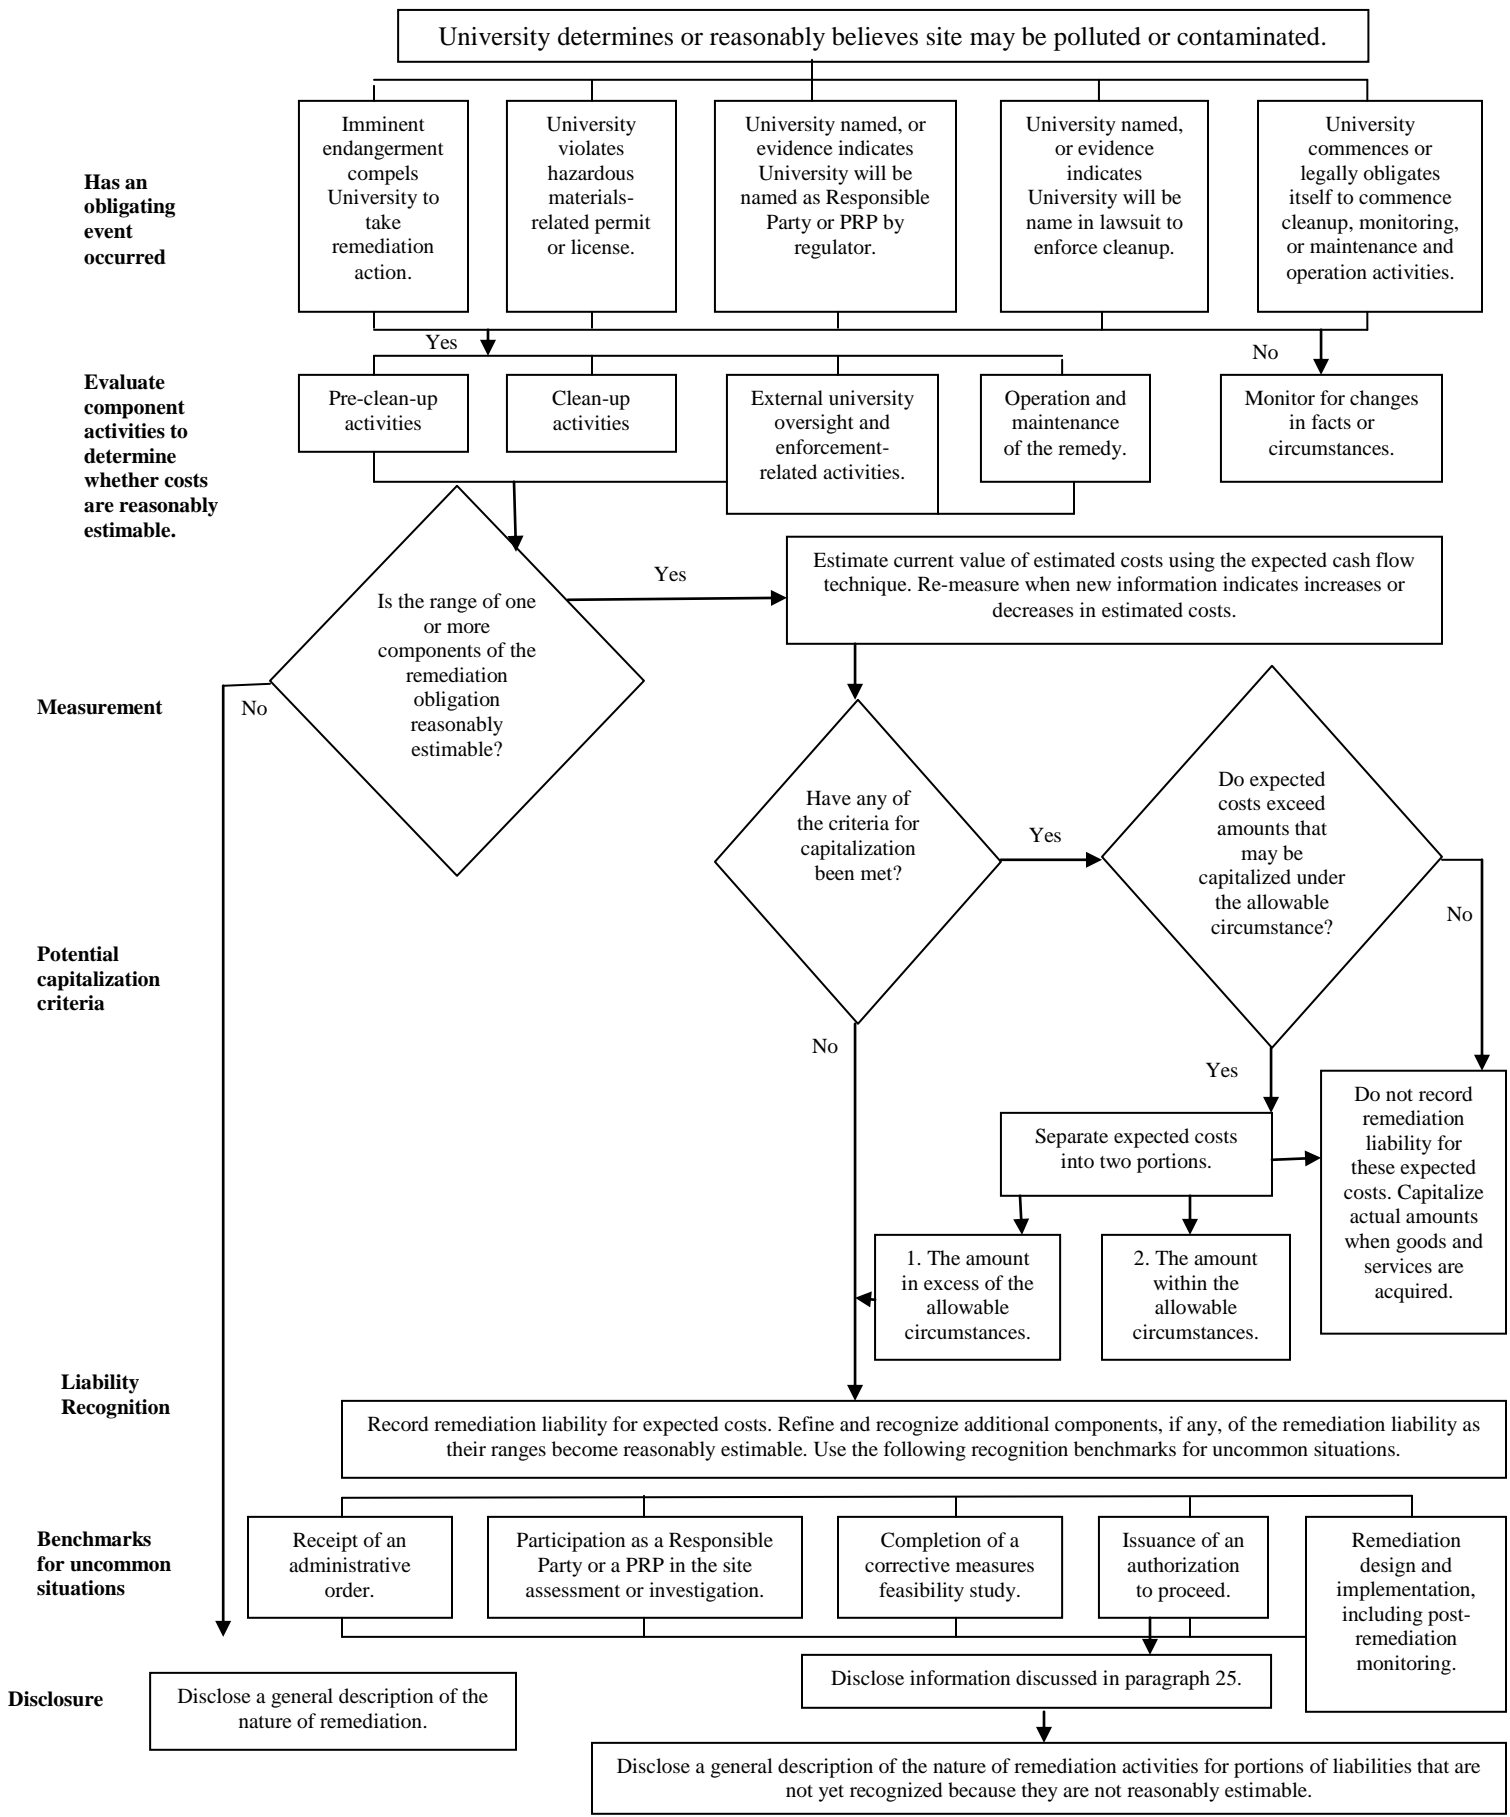 University determines or reasonably believes site may be polluted or contaminated.
Has an
obligating
event
occurred
Imminent
endangerment
compels
University to
take
remediation
action.
University
violates
hazardous
materials-
related permit
or license.
University named, or
evidence indicates
University will be
named as Responsible
Party or PRP by
regulator.
University named,
or evidence
indicates
University will be
name in lawsuit to
enforce cleanup.
University
commences or
legally obligates
itself to commence
cleanup, monitoring,
or maintenance and
operation activities.
Yes
No
Evaluate
component
activities to
determine
whether costs
are reasonably
estimable.
Pre-clean-up
activities
Clean-up
activities
External university
oversight and
enforcement-
related activities.
Operation and
maintenance
of the remedy.
Monitor for changes
in facts or
circumstances.
Measurement
Is the range of one
or more
components of the
remediation
obligation
reasonably
estimable?
Yes
No
Estimate current value of estimated costs using the expected cash flow
technique. Re-measure when new information indicates increases or
decreases in estimated costs.
Potential
capitalization
criteria
Have any of
the criteria for
capitalization
been met?
Yes
No
Do expected
costs exceed
amounts that
may be
capitalized under
the allowable
circumstance?
No
Yes
Separate expected costs
into two portions.
Do not record
remediation
liability for
these expected
costs. Capitalize
actual amounts
when goods and
services are
acquired.
1. The amount
in excess of the
allowable
circumstances.
2. The amount
within the
allowable
circumstances.
Liability
Recognition
Record remediation liability for expected costs. Refine and recognize additional components, if any, of the remediation liability as
their ranges become reasonably estimable. Use the following recognition benchmarks for uncommon situations.
Benchmarks
for uncommon
situations
Receipt of an
administrative
order.
Participation as a Responsible
Party or a PRP in the site
assessment or investigation.
Completion of a
corrective measures
feasibility study.
Issuance of an
authorization
to proceed.
Remediation
design and
implementation,
including post-
remediation
monitoring.
Disclosure
Disclose a general description of the
nature of remediation.
Disclose information discussed in paragraph 25.
Disclose a general description of the nature of remediation activities for portions of liabilities that are
not yet recognized because they are not reasonably estimable.